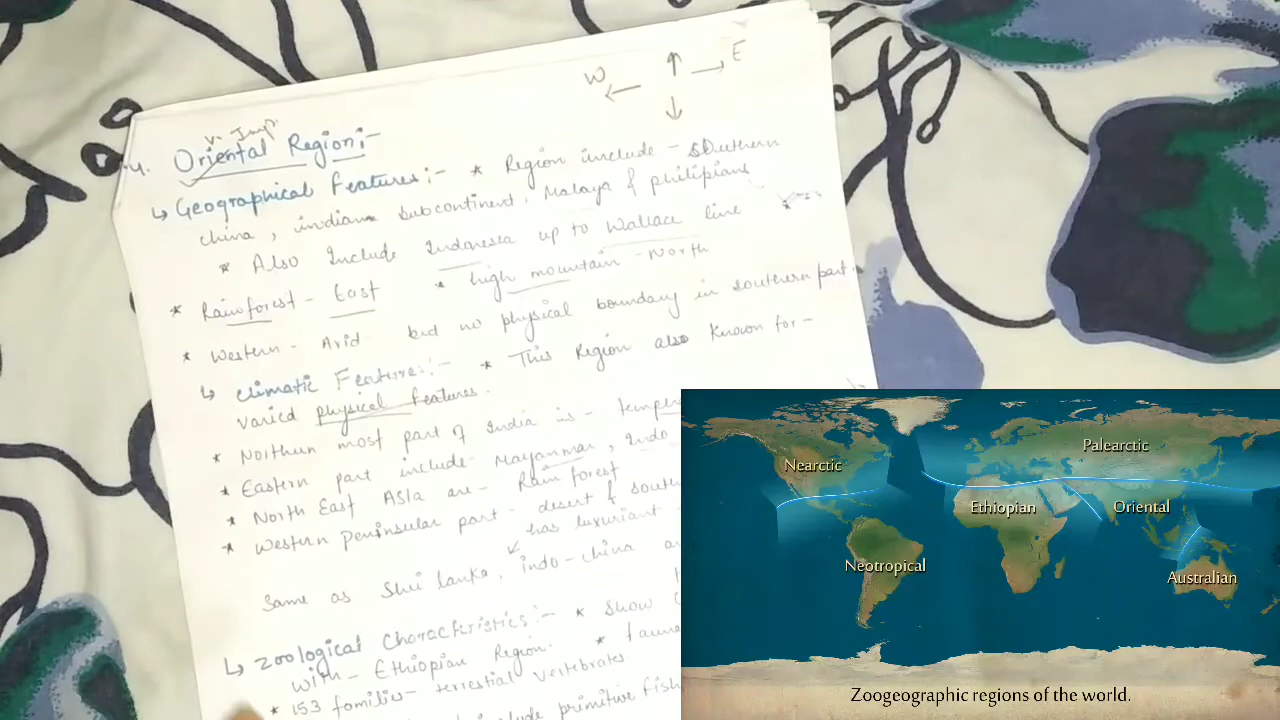 W E
V. Imp
4. Oriental Region:-
↳ Geographical Features:- * Region include - Southern
china, indian subcontinent, Malaya & philipians
* Also Include Indonesia up to Wallace line
* Rainforest - East * high mountain - North
* Western - Arid but no physical boundary in southern part.
↳ climatic Features:- * This Region also known for -
varied physical features.
* Northern most part of India is - temper
* Eastern part include Mayanmar, Indo
* North East Asia are - Rain forest
* Western peninsular part - desert & south
has luxuriant -
Same as Shri lanka, indo-china
↳ Zoological Characteristics:- * Show
with - Ethiopian Region. * fauna
* 153 families - terrestial vertebrates
include primitive fish
Nearctic
Palearctic
Ethiopian
Oriental
Neotropical
Australian
Zoogeographic regions of the world.